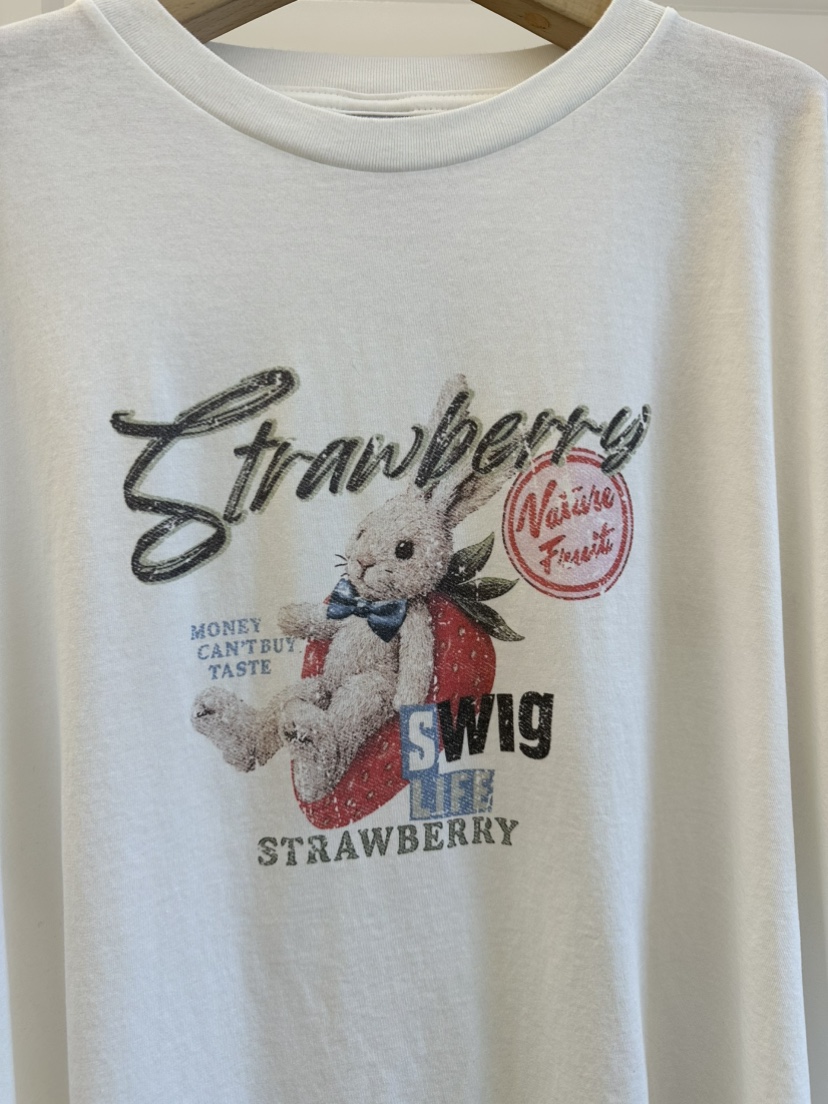 Strawberry
Nature
Fruit
MONEY
CAN'T BUY
TASTE
SWIg
LIFE
STRAWBERRY